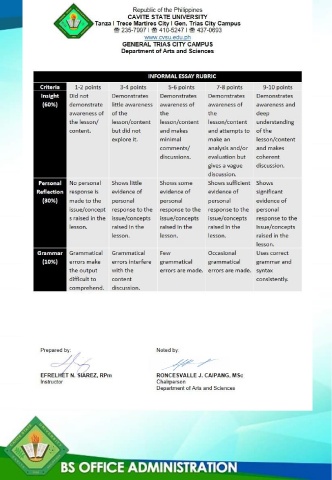 Republic of the Philippines
CAVITE STATE UNIVERSITY
Tanza | Trece Martires City | Gen. Trias City Campus
☎ 235-7997 | ☎ 410-5247 | ☎ 437-0693
www.cvsu.edu.ph
GENERAL TRIAS CITY CAMPUS
Department of Arts and Sciences
INFORMAL ESSAY RUBRIC
Criteria 1-2 points 3-4 points 5-6 points 7-8 points 9-10 points
Insight Did not Demonstrates Demonstrates Demonstrates Demonstrates
(60%) demonstrate little awareness awareness of awareness of awareness and
awareness of of the the the deep
the lesson/ lesson/content lesson/content lesson/content understanding
content. but did not and makes and attempts to of the
explore it. minimal make an lesson/content
comments/ analysis and/or and makes
discussions. evaluation but coherent
gives a vague discussion.
discussion.
Personal No personal Shows little Shows some Shows sufficient Shows
Reflection response is evidence of evidence of evidence of significant
(30%) made to the personal personal personal evidence of
issue/concept response to the response to the response to the personal
s raised in the issue/concepts issue/concepts issue/concepts response to the
lesson. raised in the raised in the raised in the issue/concepts
lesson. lesson. lesson. raised in the
lesson.
Grammar Grammatical Grammatical Few Occasional Uses correct
(10%) errors make errors interfere grammatical grammatical grammar and
the output with the errors are made. errors are made. syntax
difficult to content consistently.
comprehend. discussion.
Prepared by: Noted by:
EFRELHET N. SIAREZ, RPm RONCESVALLE J. CAIPANG, MSc
Instructor Chairperson
Department of Arts and Sciences
BS OFFICE ADMINISTRATION